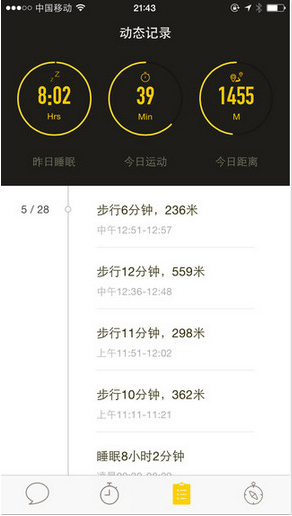 中国移动
21:43
动态记录
8:02
Hrs
39
Min
1455
M
昨日睡眠
今日运动
今日距离
5 / 28
步行6分钟，236米
中午12:51-12:57
步行12分钟，559米
中午12:36-12:48
步行11分钟，298米
上午11:51-12:02
步行10分钟，362米
上午11:11-11:21
睡眠8小时2分钟